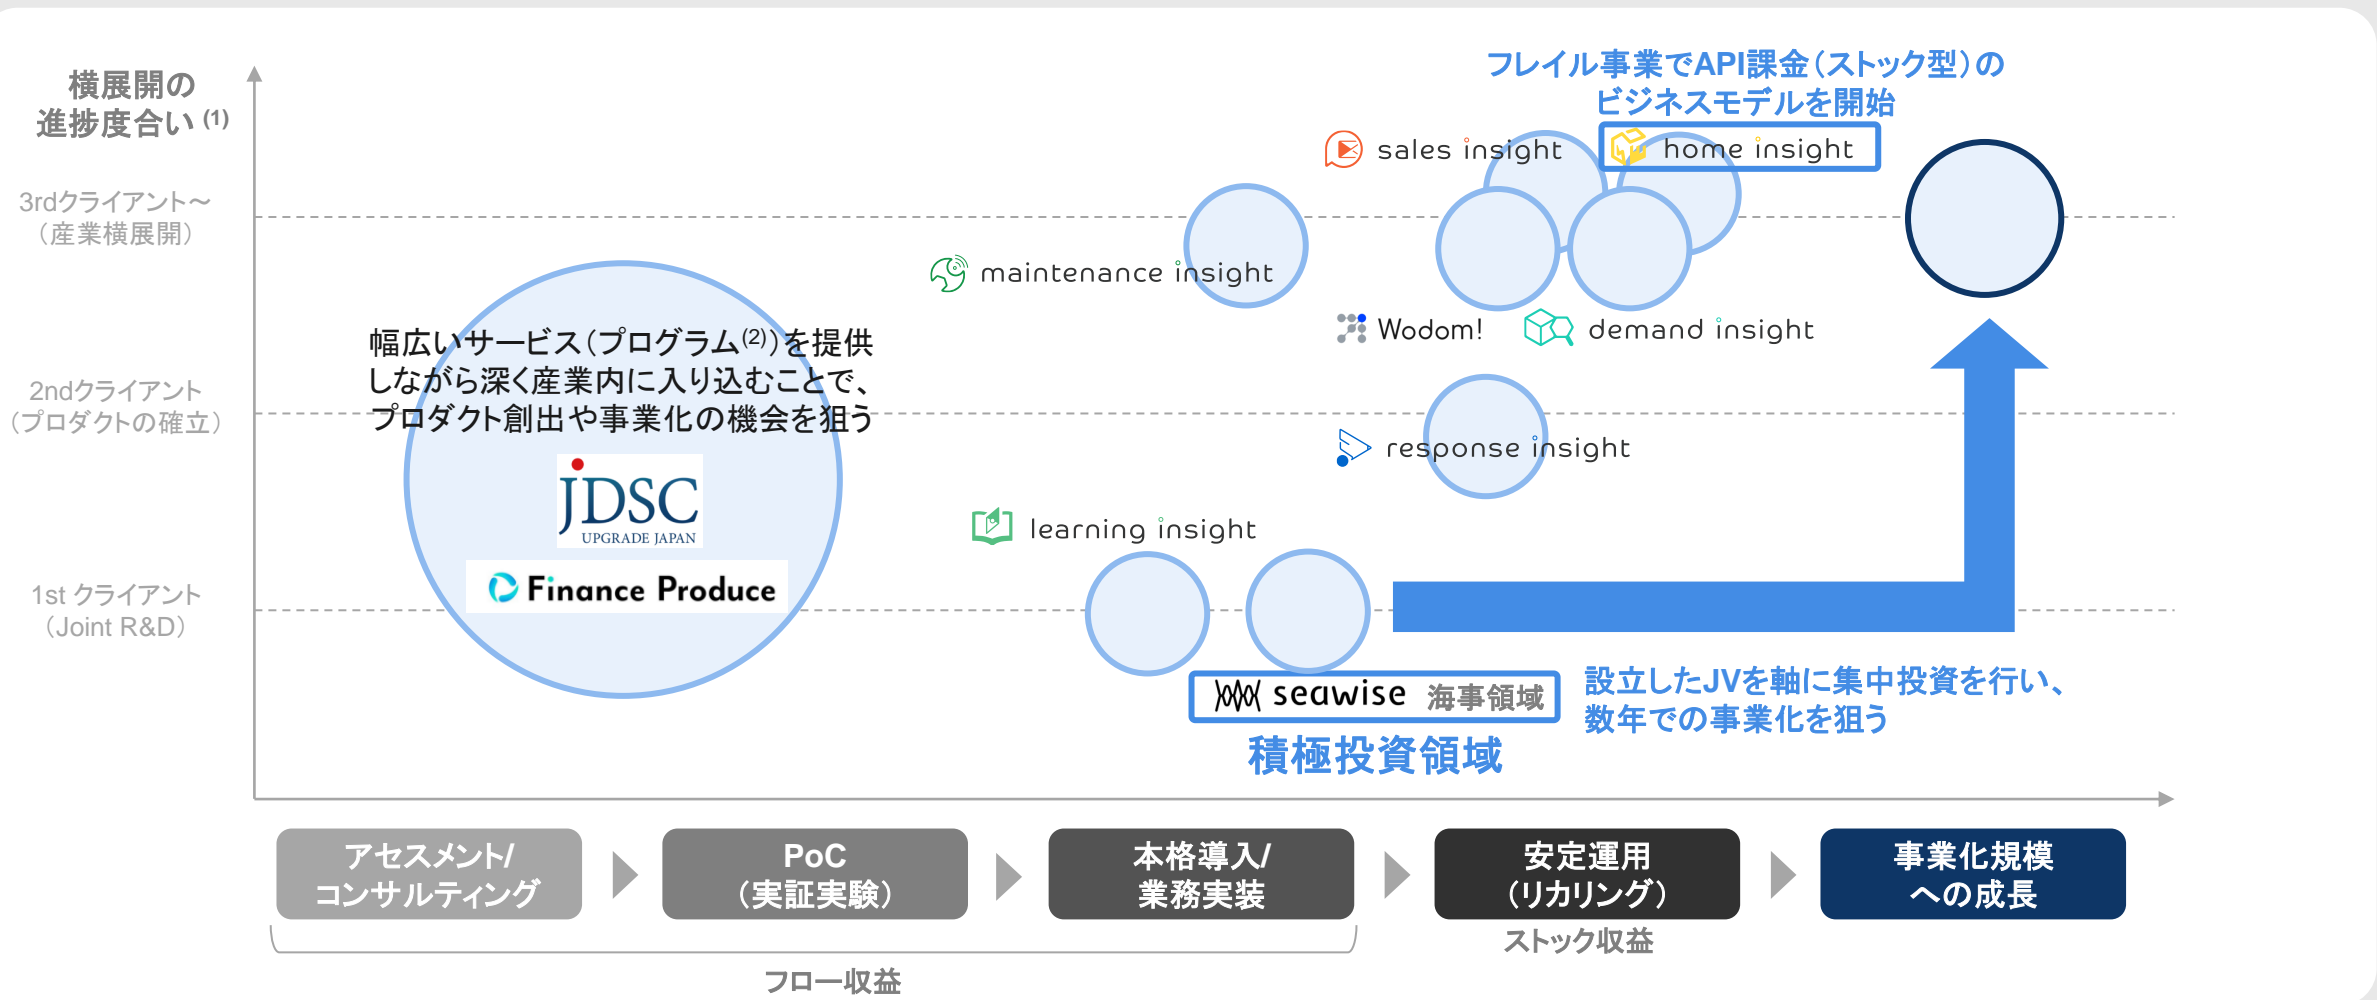 フレイル事業でAPI課金（ストック型）の
ビジネスモデルを開始
横展開の
進捗度合い (1)
sales insight
home insight
3rdクライアント～
（産業横展開）
maintenance insight
Wodom!
demand insight
幅広いサービス（プログラム(2)）を提供
しながら深く産業内に入り込むことで、
プロダクト創出や事業化の機会を狙う
2ndクライアント
（プロダクトの確立）
response insight
JDSC
UPGRADE JAPAN
learning insight
Finance Produce
1st クライアント
（Joint R&D）
seawise 海事領域
設立したJVを軸に集中投資を行い、
数年での事業化を狙う
積極投資領域
アセスメント/
コンサルティング
PoC
（実証実験）
本格導入/
業務実装
安定運用
（リカリング）
事業化規模
への成長
ストック収益
フロー収益